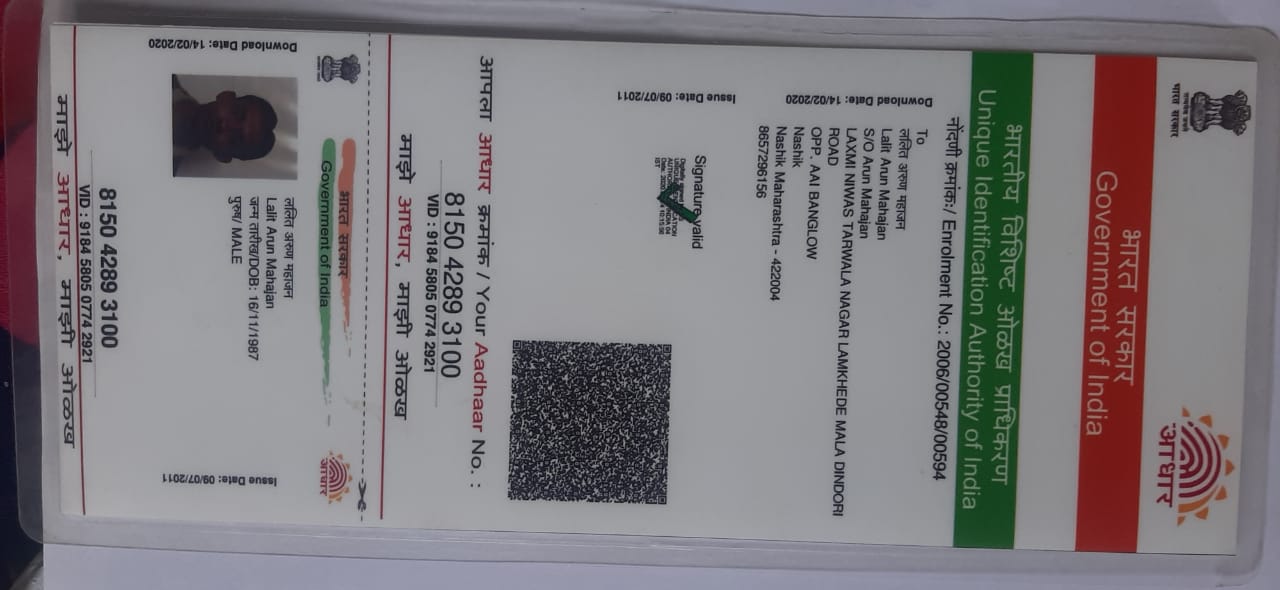 भारत सरकार
आधार
भारत सरकार
Government of India
भारतीय विशिष्ट ओळख प्राधिकरण
Unique Identification Authority of India
नोंदणी क्रमांक:/ Enrolment No.: 2006/00548/00594
Download Date: 14/02/2020
To
ललित अरुण महाजन
Lalit Arun Mahajan
S/O Arun Mahajan
LAXMI NIWAS TARWALA NAGAR LAMKHEDE MALA DINDORI
ROAD
OPP. AAI BANGLOW
Nashik
Nashik Maharashtra - 422004
8657296156
Issue Date: 09/07/2011
Signature valid
आपला आधार क्रमांक / Your Aadhaar No. :
8150 4289 3100
VID : 9184 5805 0774 2921
माझे आधार, माझी ओळख
भारत सरकार
Government of India
आधार
Download Date: 14/02/2020
ललित अरुण महाजन
Lalit Arun Mahajan
जन्म तारीख/DOB: 16/11/1987
पुरुष/ MALE
Issue Date: 09/07/2011
8150 4289 3100
VID : 9184 5805 0774 2921
माझे आधार, माझी ओळख